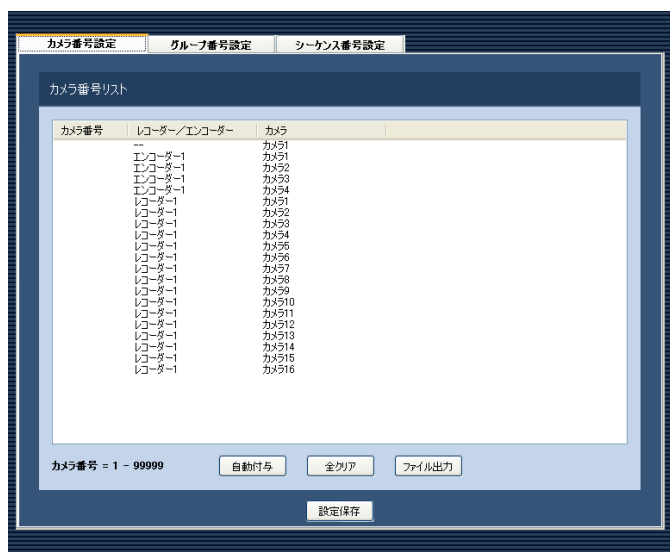 カメラ番号設定 グループ番号設定 シーケンス番号設定
カメラ番号リスト
カメラ番号 レコーダー／エンコーダー カメラ
-- カメラ1
エンコーダー1 カメラ1
エンコーダー1 カメラ2
エンコーダー1 カメラ3
エンコーダー1 カメラ4
レコーダー1 カメラ1
レコーダー1 カメラ2
レコーダー1 カメラ3
レコーダー1 カメラ4
レコーダー1 カメラ5
レコーダー1 カメラ6
レコーダー1 カメラ7
レコーダー1 カメラ8
レコーダー1 カメラ9
レコーダー1 カメラ10
レコーダー1 カメラ11
レコーダー1 カメラ12
レコーダー1 カメラ13
レコーダー1 カメラ14
レコーダー1 カメラ15
レコーダー1 カメラ16
カメラ番号 = 1 - 99999 自動付与 全クリア ファイル出力
設定保存